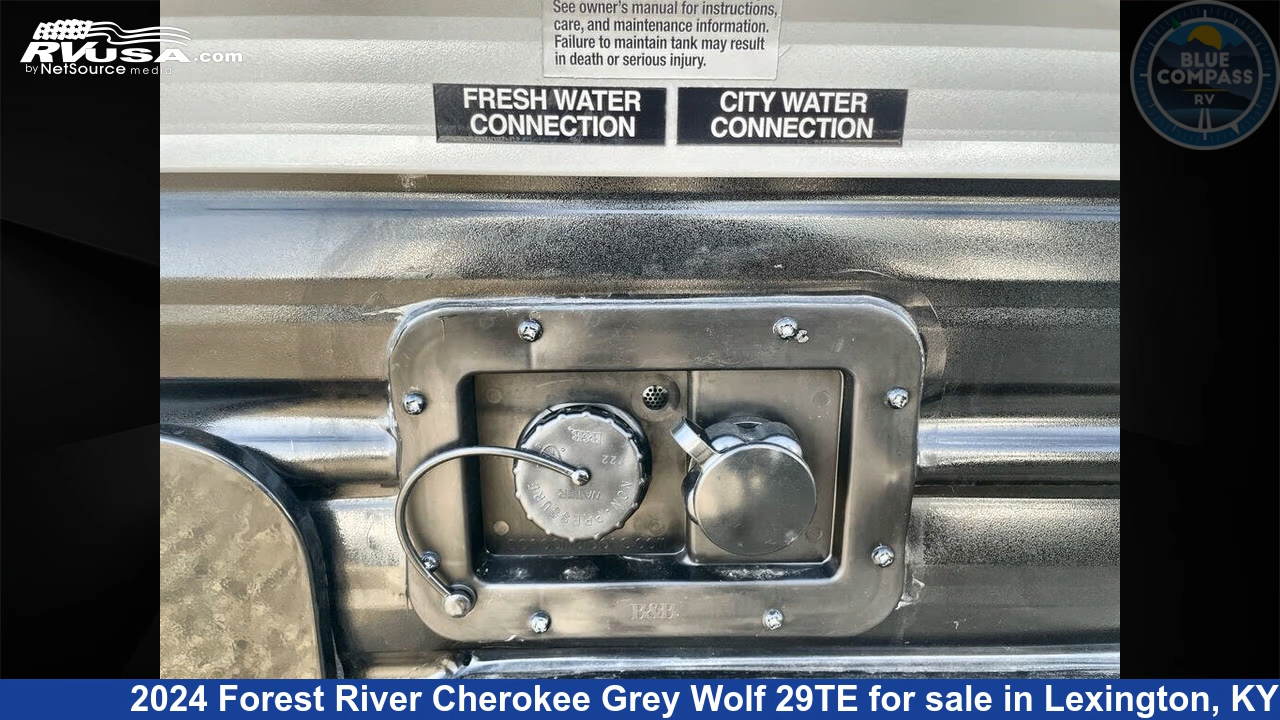 See owner's manual for instructions,
care, and maintenance information.
Failure to maintain tank may result
in death or serious injury.
RVUSA.com
by NetSource media
BLUE
COMPASS
RV
FRESH WATER
CONNECTION
CITY WATER
CONNECTION
B&B
/22
NON-PRESSURE
WATER
B&B
2024 Forest River Cherokee Grey Wolf 29TE for sale in Lexington, KY